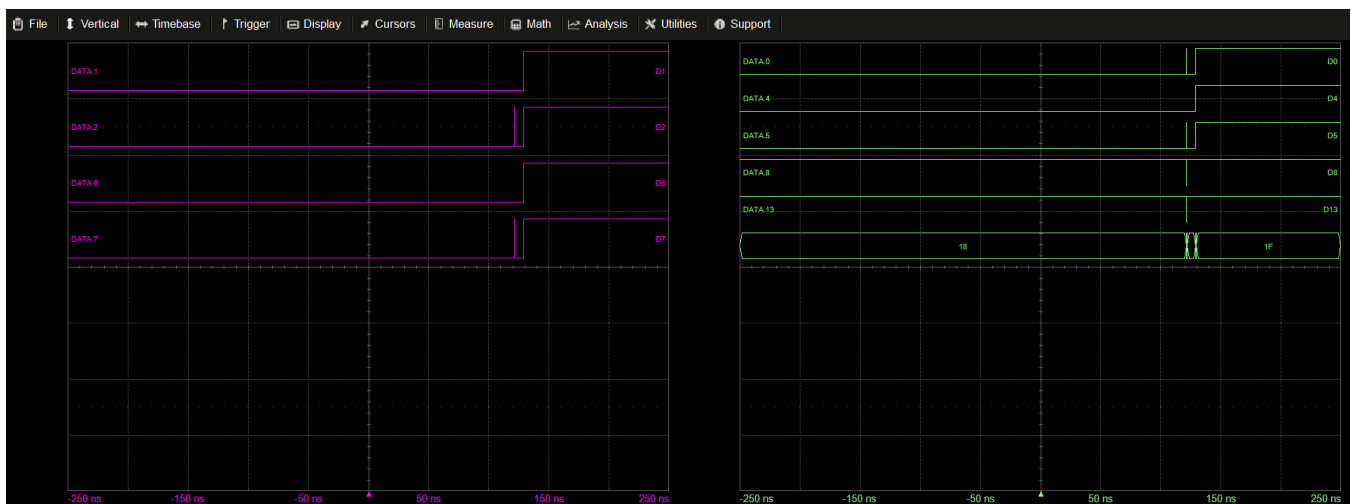 File Vertical Timebase Trigger Display Cursors Measure Math Analysis Utilities Support
DATA.1 D1
DATA.2 D2
DATA.6 D6
DATA.7 D7
-250 ns -150 ns -50 ns 50 ns 150 ns 250 ns
DATA.0 D0
DATA.4 D4
DATA.5 D5
DATA.8 D8
DATA.13 D13
18 1F
-250 ns -150 ns -50 ns 50 ns 150 ns 250 ns